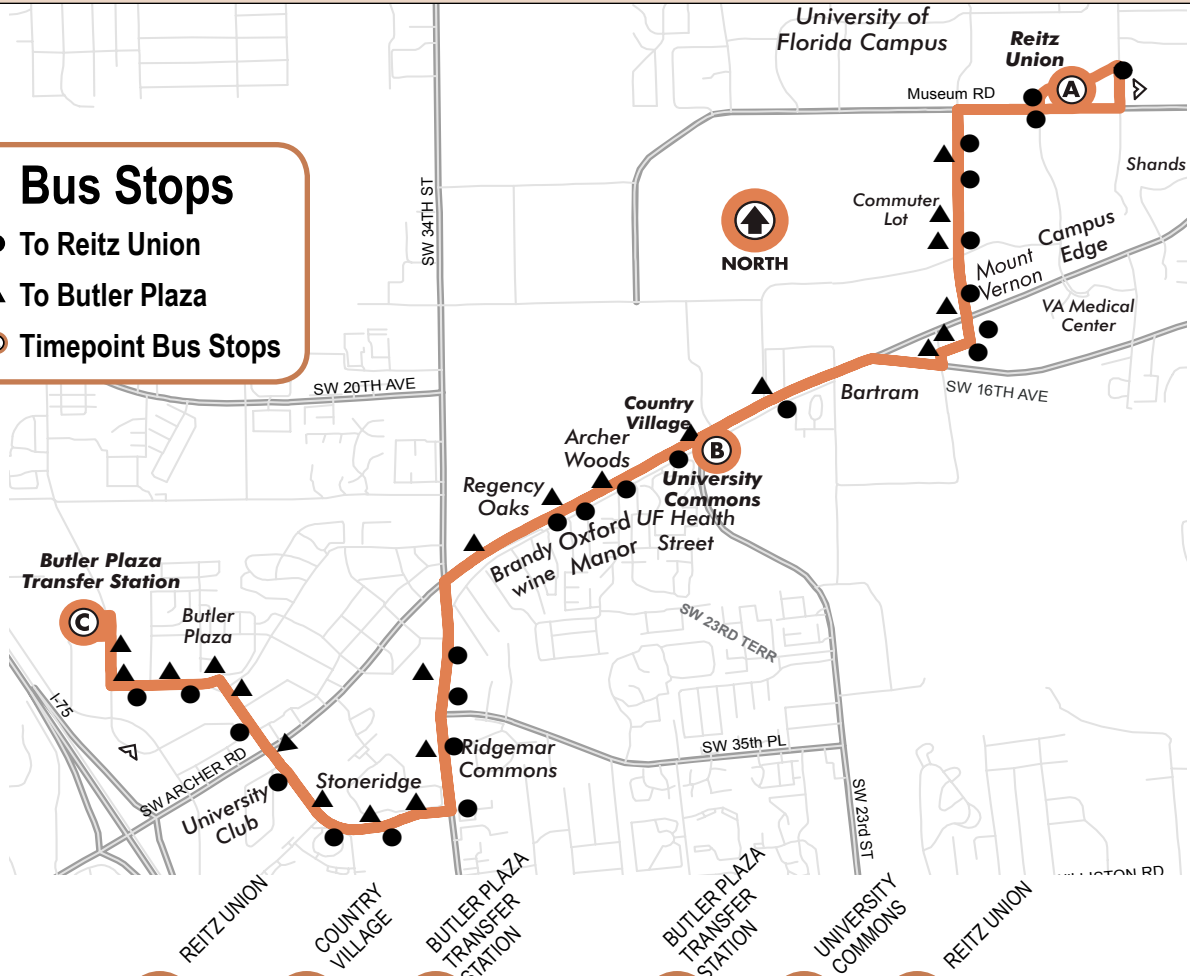 University of
Florida Campus
Reitz
Union
A
Museum RD
Shands
Bus Stops
To Reitz Union
To Butler Plaza
Timepoint Bus Stops
SW 34TH ST
Commuter
Lot
NORTH
Campus
Edge
Mount
Vernon
VA Medical
Center
SW 20TH AVE
Bartram
SW 16TH AVE
Country
Village
B
University
Commons
Archer
Woods
Regency
Oaks
UF Health
Street
Oxford
Manor
Brandy
wine
Butler Plaza
Transfer Station
C
Butler
Plaza
SW 23RD TERR
I-75
SW ARCHER RD
Ridgemar
Commons
SW 35th PL
Stoneridge
University
Club
SW 23rd ST
REITZ UNION
COUNTRY
VILLAGE
BUTLER PLAZA
TRANSFER
STATION
BUTLER PLAZA
TRANSFER
STATION
UNIVERSITY
COMMONS
REITZ UNION
RD